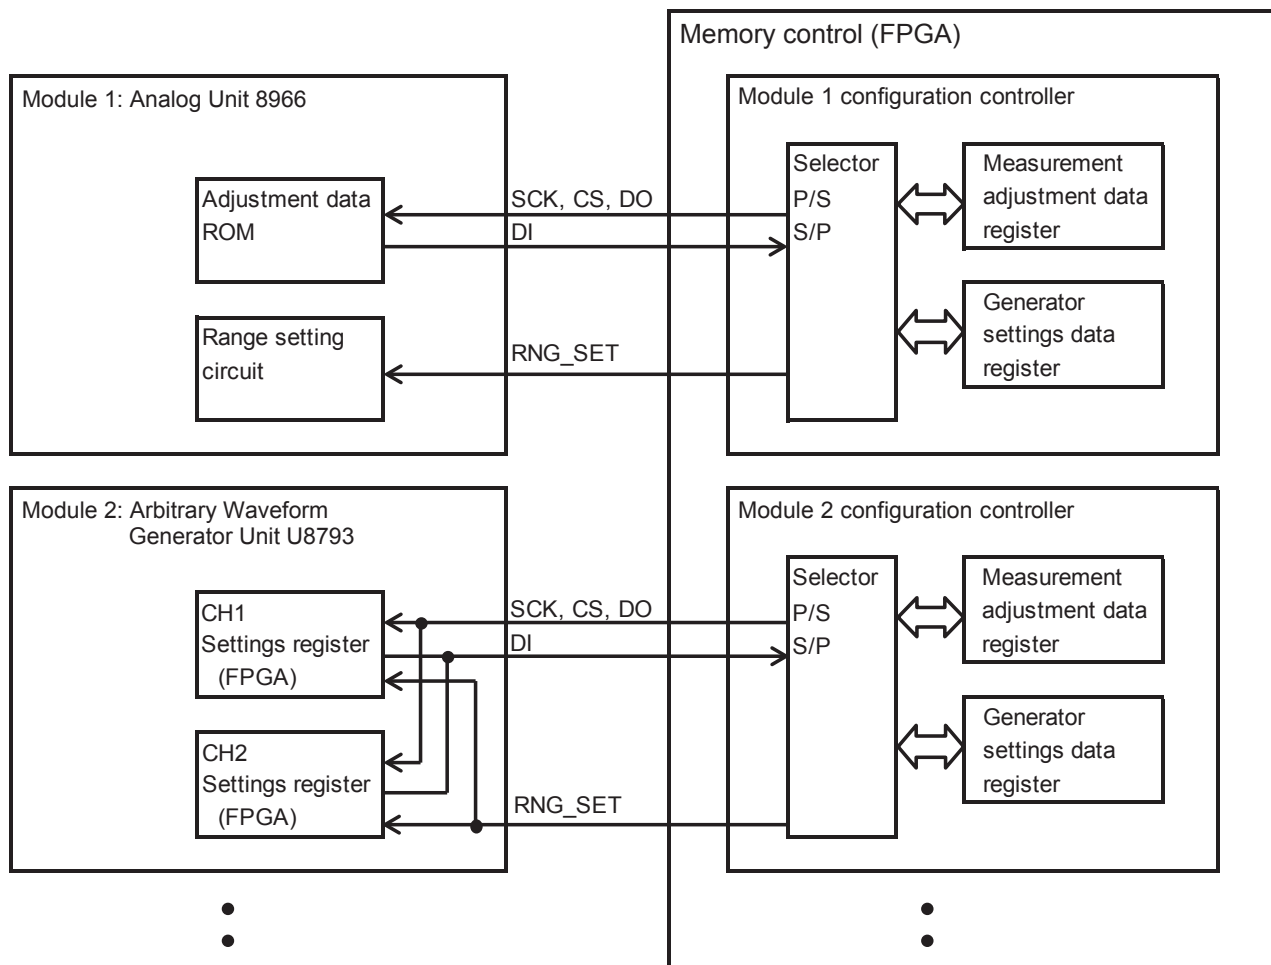 Memory control (FPGA)
Module 1: Analog Unit 8966
Adjustment data
ROM
Range setting
circuit
SCK, CS, DO
DI
RNG_SET
Module 1 configuration controller
Selector
P/S
S/P
Measurement
adjustment data
register
Generator
settings data
register
Module 2: Arbitrary Waveform
Generator Unit U8793
CH1
Settings register
(FPGA)
CH2
Settings register
(FPGA)
SCK, CS, DO
DI
RNG_SET
Module 2 configuration controller
Selector
P/S
S/P
Measurement
adjustment data
register
Generator
settings data
register